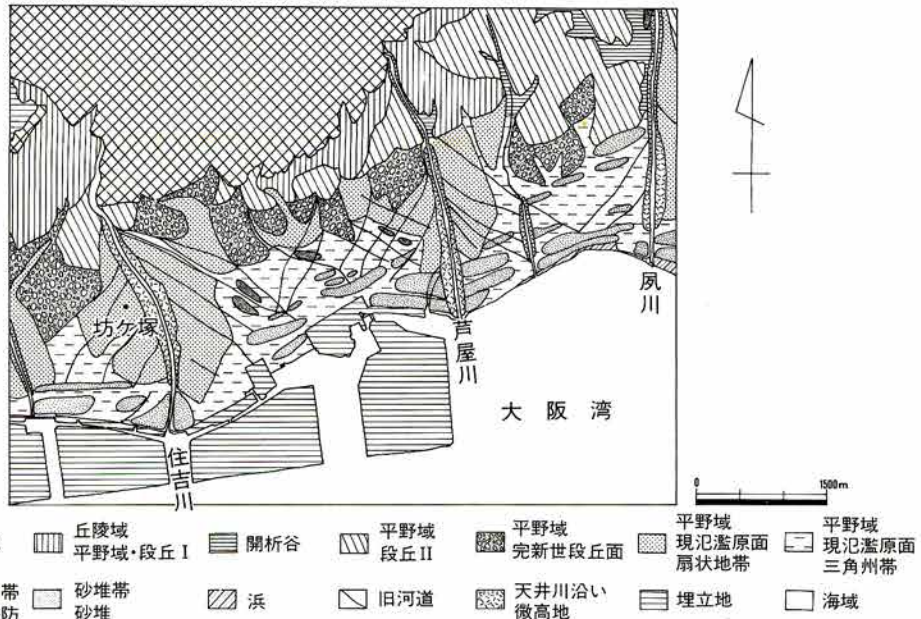 坊ケ塚
夙川
芦屋川
大阪湾
住吉川
0 1500m
丘陵域
平野域・段丘I
開析谷
平野域
段丘II
平野域
完新世段丘面
平野域
現氾濫原面
扇状地帯
平野域
現氾濫原面
三角州帯
帯
防
砂堆帯
砂堆
浜
旧河道
天井川沿い
微高地
埋立地
海域